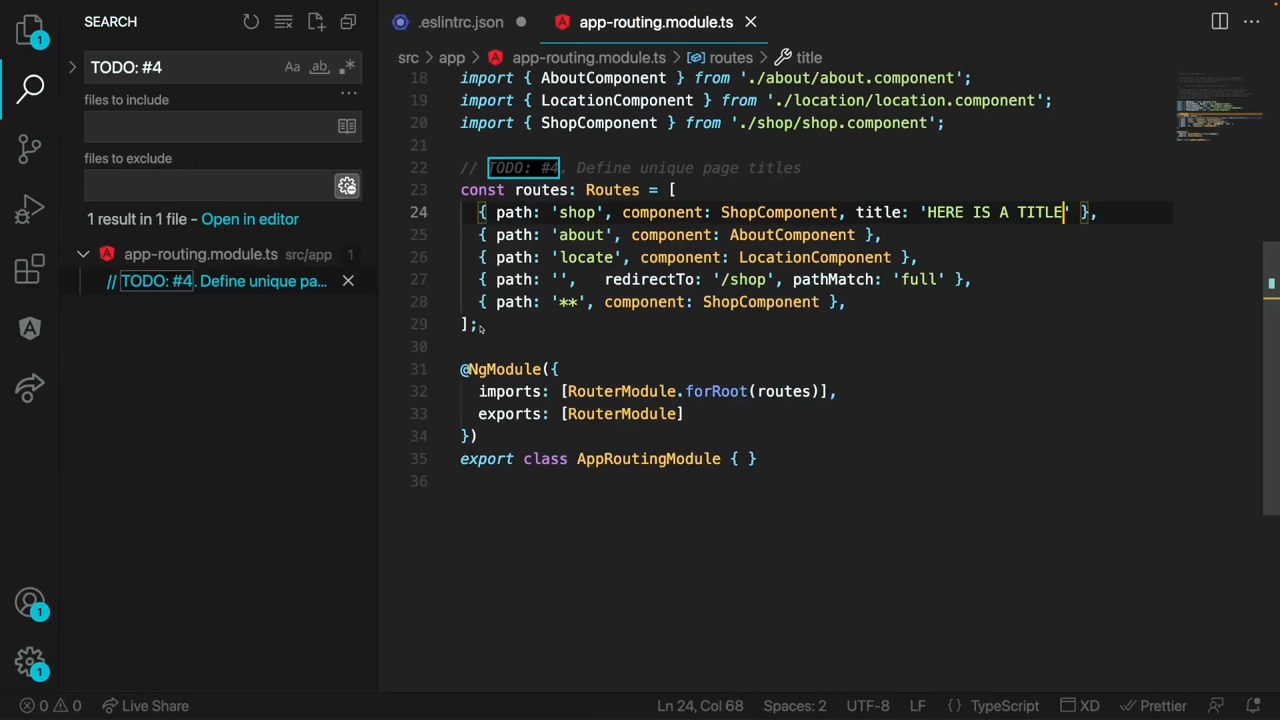 SEARCH
TODO: #4
Aa ab .*
files to include
files to exclude
1 result in 1 file - Open in editor
app-routing.module.ts src/app 1
// TODO: #4. Define unique pa...
1
1
1
.eslintrc.json
app-routing.module.ts
src > app > app-routing.module.ts > routes > title
18 import { AboutComponent } from './about/about.component';
19 import { LocationComponent } from './location/location.component';
20 import { ShopComponent } from './shop/shop.component';
21
22 // TODO: #4. Define unique page titles
23 const routes: Routes = [
24 { path: 'shop', component: ShopComponent, title: 'HERE IS A TITLE' },
25 { path: 'about', component: AboutComponent },
26 { path: 'locate', component: LocationComponent },
27 { path: '',   redirectTo: '/shop', pathMatch: 'full' },
28 { path: '**', component: ShopComponent },
29 ];
30
31 @NgModule({
32 imports: [RouterModule.forRoot(routes)],
33 exports: [RouterModule]
34 })
35 export class AppRoutingModule { }
36
0 0 Live Share Ln 24, Col 68 Spaces: 2 UTF-8 LF {} TypeScript XD Prettier